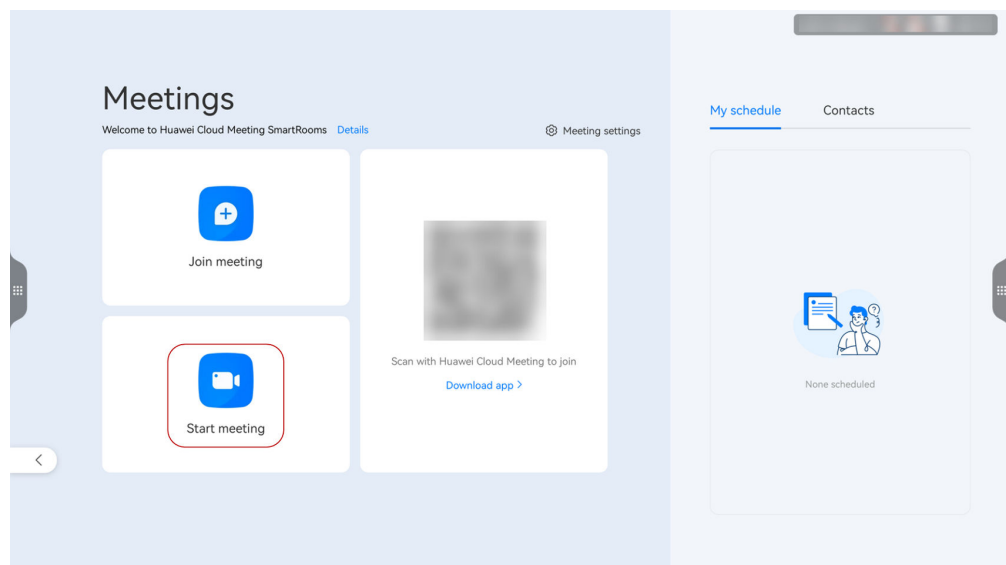 Meetings
Welcome to Huawei Cloud Meeting SmartRooms Details
Meeting settings
Join meeting
Start meeting
Scan with Huawei Cloud Meeting to join
Download app >
My schedule
Contacts
?
None scheduled